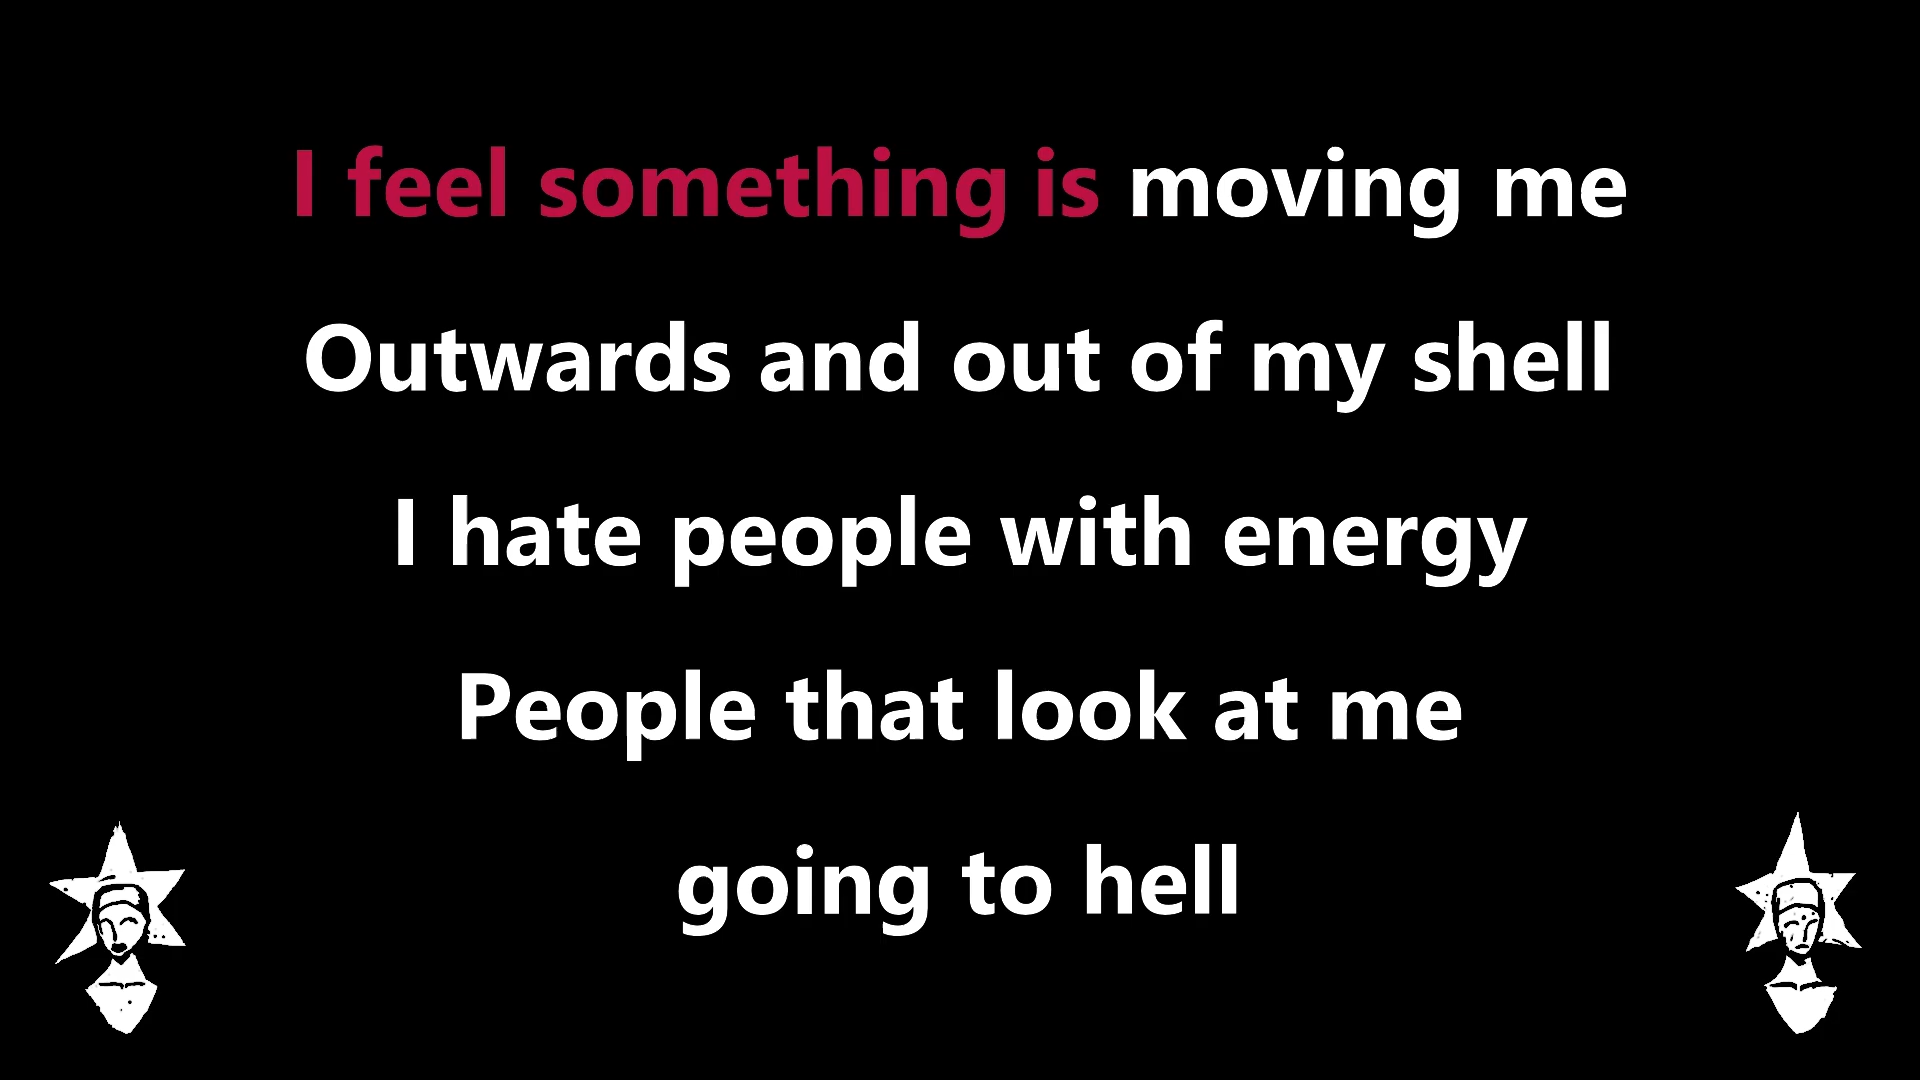 I feel something is moving me
Outwards and out of my shell
I hate people with energy
People that look at me
going to hell